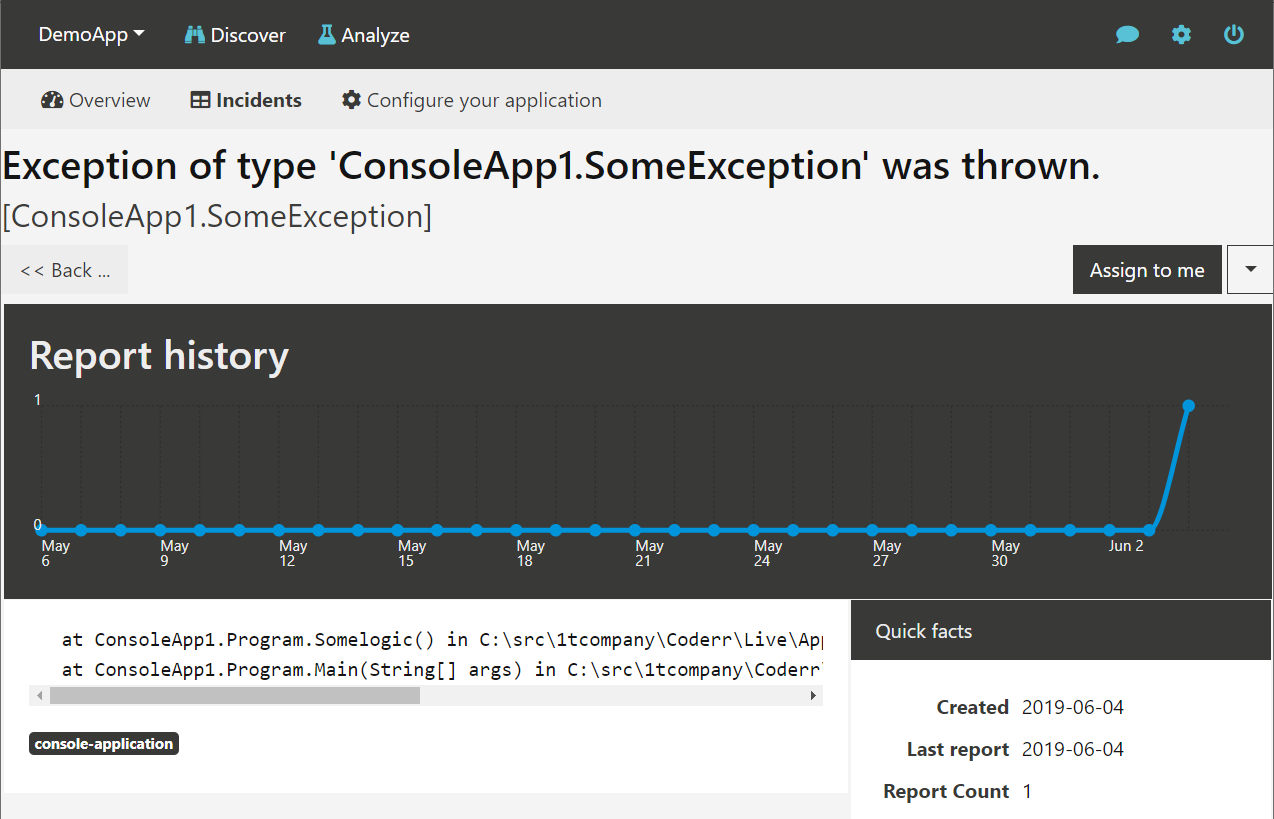 DemoApp Discover Analyze
Overview Incidents Configure your application
Exception of type 'ConsoleApp1.SomeException' was thrown.
[ConsoleApp1.SomeException]
<< Back ... Assign to me
Report history
1
0
May 6
May 9
May 12
May 15
May 18
May 21
May 24
May 27
May 30
Jun 2
at ConsoleApp1.Program.Somelogic() in C:\src\1tcompany\Coderr\Live\App
at ConsoleApp1.Program.Main(String[] args) in C:\src\1tcompany\Coderr\
console-application
Quick facts
Created 2019-06-04
Last report 2019-06-04
Report Count 1